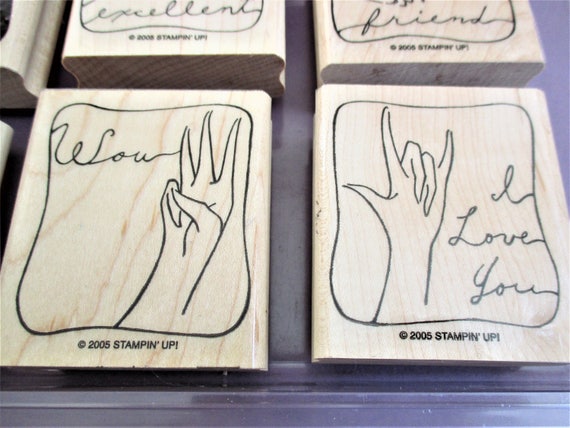 excellent
© 2005 STAMPIN' UP!
friend
© 2005 STAMPIN' UP!
Wow
© 2005 STAMPIN' UP!
I
Love
You
© 2005 STAMPIN' UP!